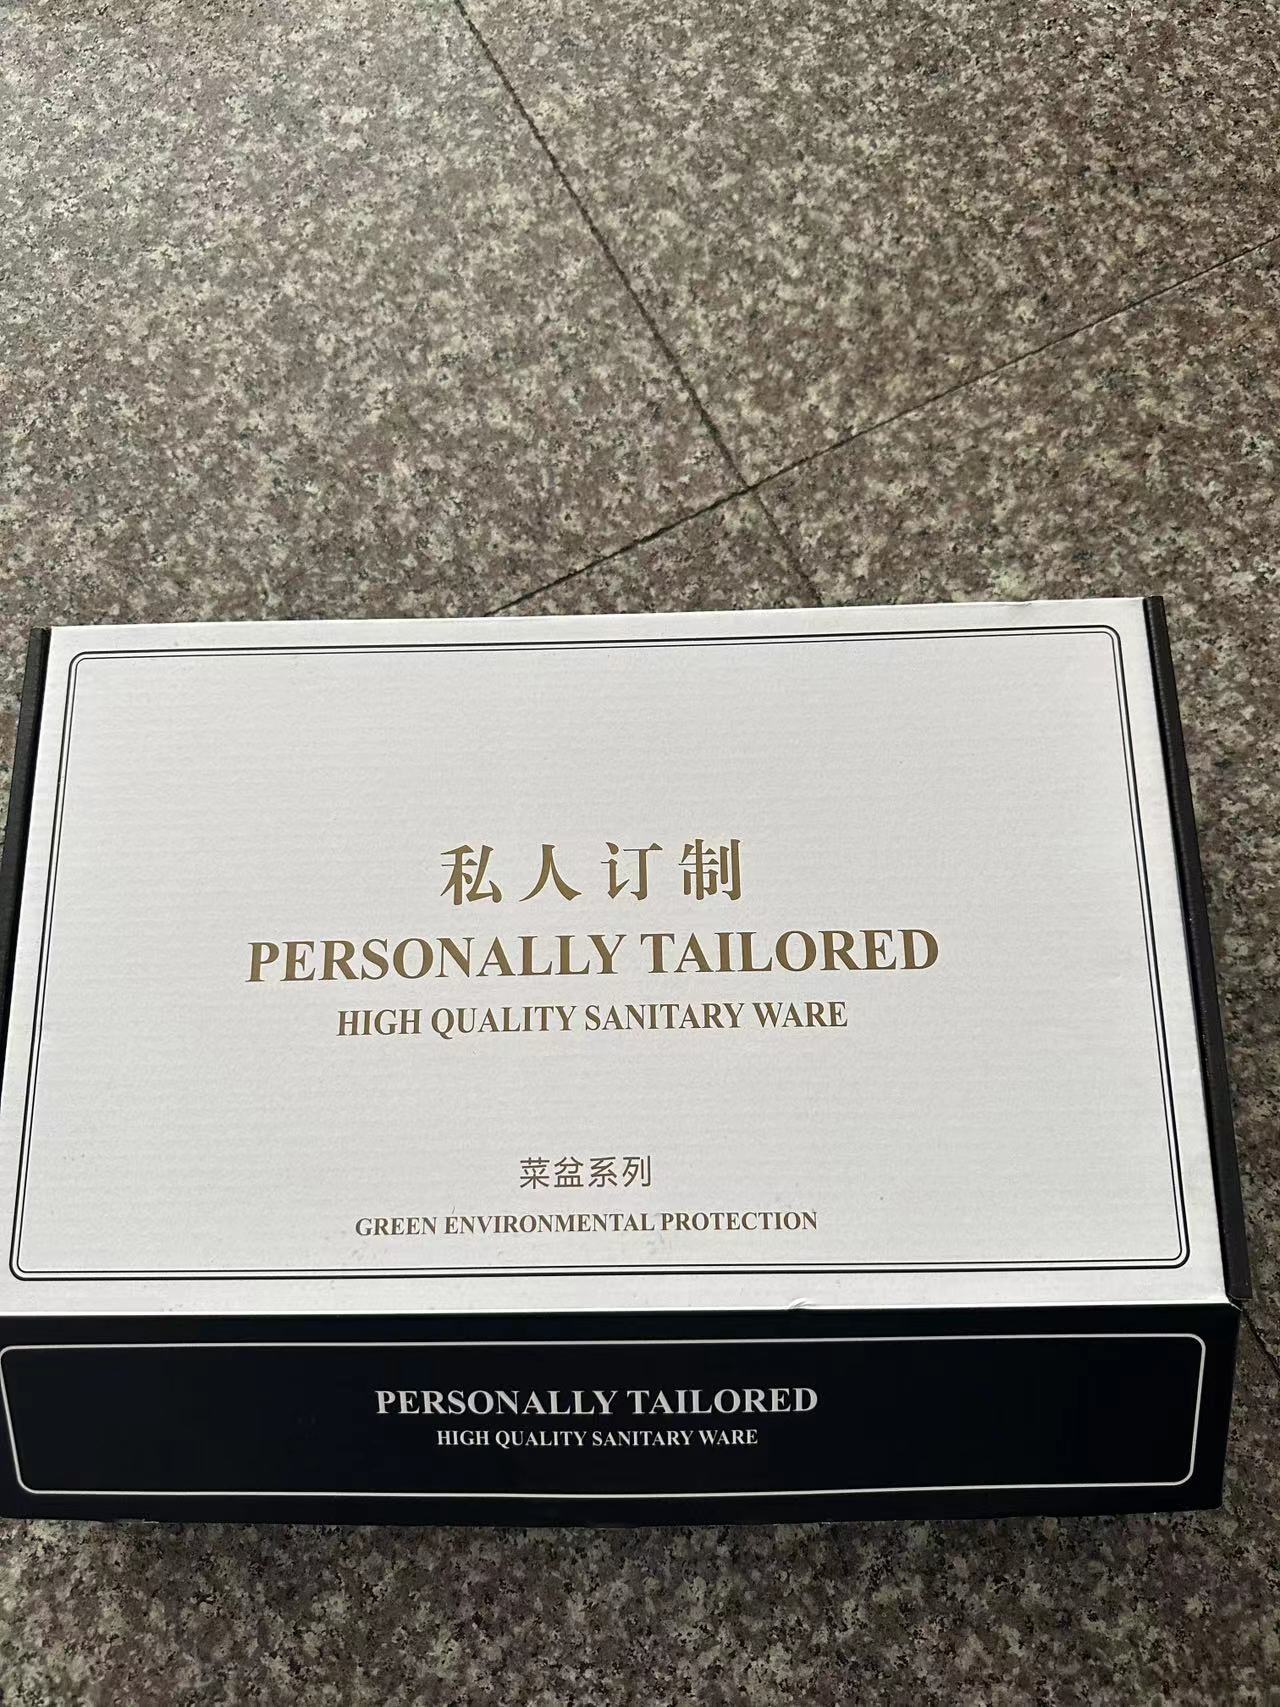 私人订制
PERSONALLY TAILORED
HIGH QUALITY SANITARY WARE
菜盆系列
GREEN ENVIRONMENTAL PROTECTION
PERSONALLY TAILORED
HIGH QUALITY SANITARY WARE